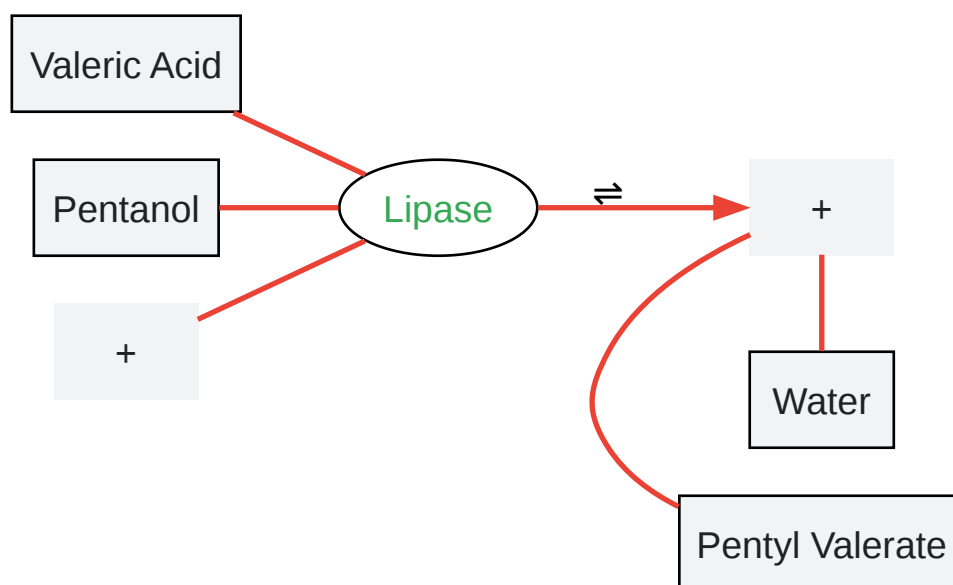 Valeric Acid
Pentanol
Lipase
⇌
+
+
Water
Pentyl Valerate